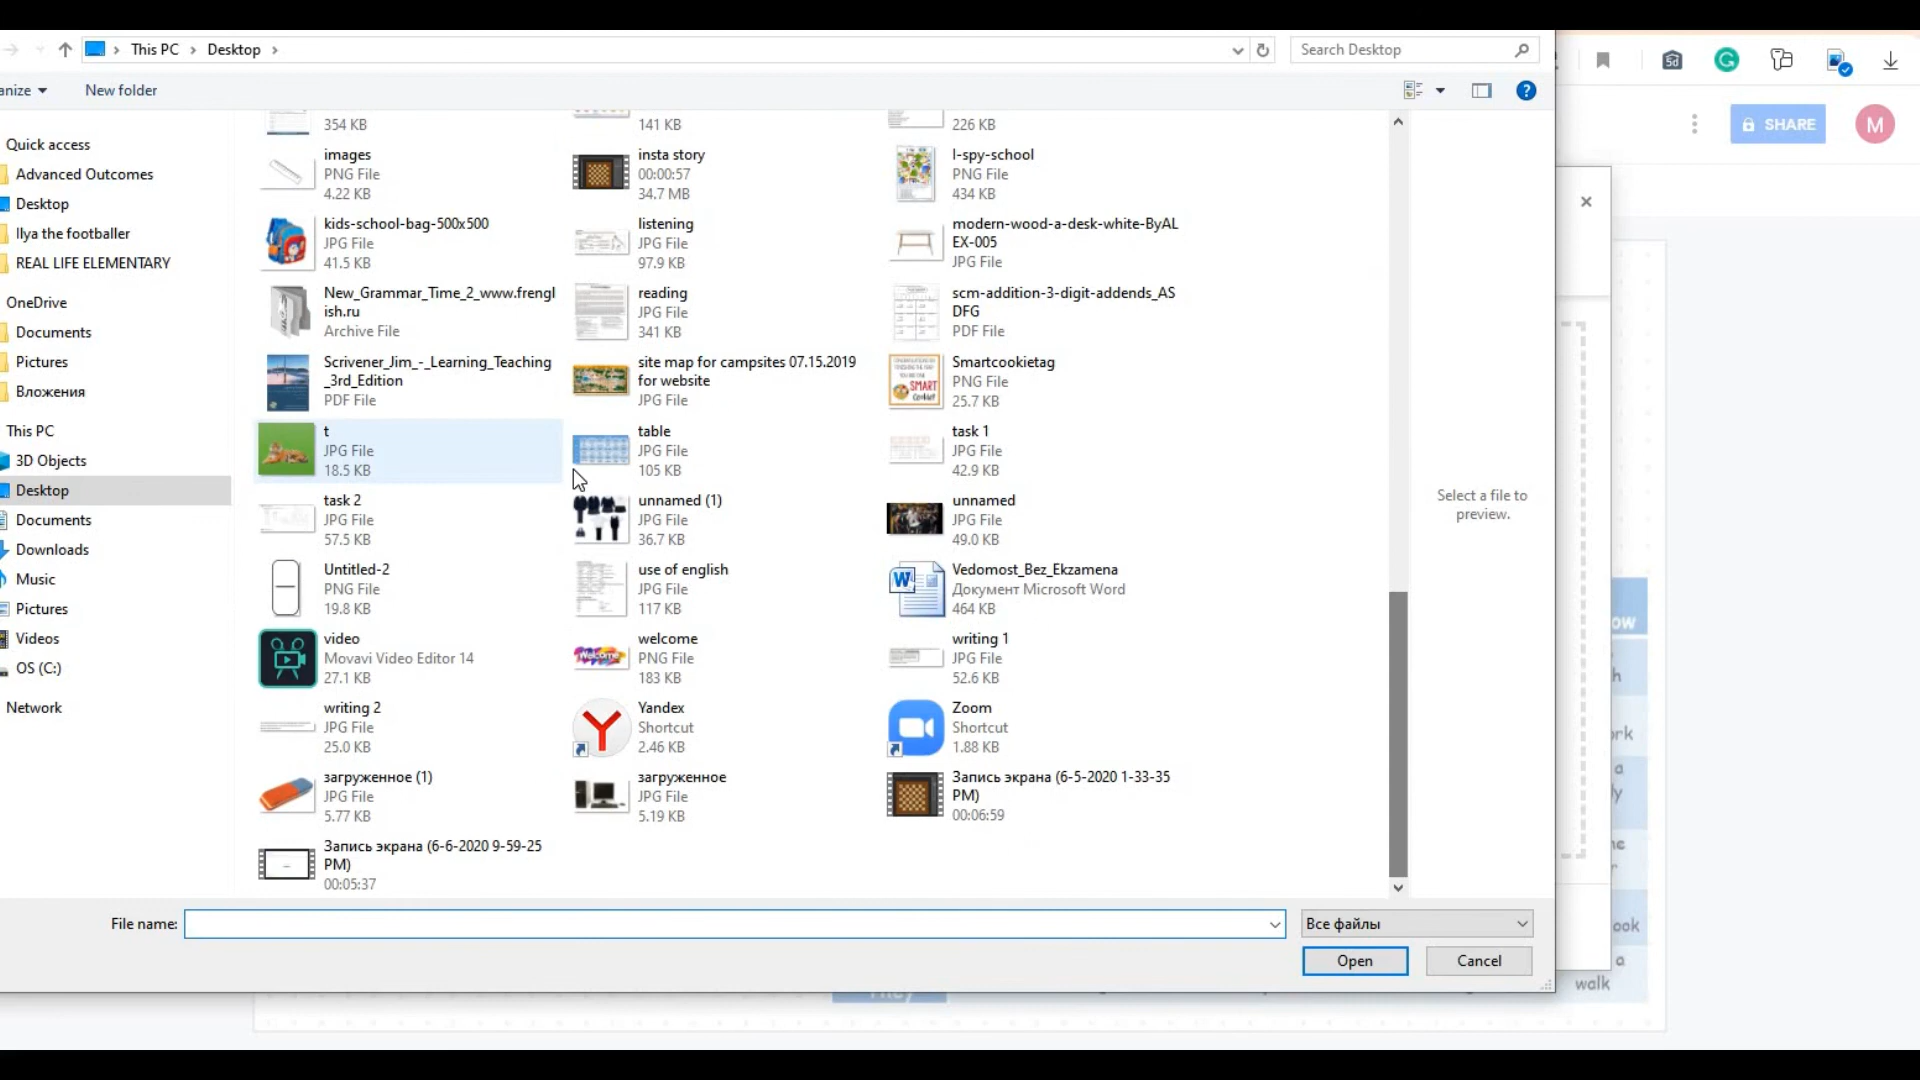 This PC
Desktop
Search Desktop
anize
New folder
SHARE
M
Quick access
Advanced Outcomes
Desktop
Ilya the footballer
REAL LIFE ELEMENTARY
OneDrive
Documents
Pictures
Вложения
This PC
3D Objects
Desktop
Documents
Downloads
Music
Pictures
Videos
OS (C:)
Network
354 KB
141 KB
226 KB
images
PNG File
4.22 KB
insta story
00:00:57
34.7 MB
I-spy-school
PNG File
434 KB
kids-school-bag-500x500
JPG File
41.5 KB
listening
JPG File
97.9 KB
modern-wood-a-desk-white-ByAL
EX-005
JPG File
New_Grammar_Time_2_www.frengl
ish.ru
Archive File
reading
JPG File
341 KB
scm-addition-3-digit-addends_AS
DFG
PDF File
Scrivener_Jim_-_Learning_Teaching
_3rd_Edition
PDF File
site map for campsites 07.15.2019
for website
JPG File
Smartcookietag
PNG File
25.7 KB
SMART
Cookie!
t
JPG File
18.5 KB
table
JPG File
105 KB
task 1
JPG File
42.9 KB
task 2
JPG File
57.5 KB
unnamed (1)
JPG File
36.7 KB
unnamed
JPG File
49.0 KB
Untitled-2
PNG File
19.8 KB
use of english
JPG File
117 KB
W
Vedomost_Bez_Ekzamena
Документ Microsoft Word
464 KB
video
Movavi Video Editor 14
27.1 KB
Welcome
welcome
PNG File
183 KB
writing 1
JPG File
52.6 KB
writing 2
JPG File
25.0 KB
Yandex
Shortcut
2.46 KB
Zoom
Shortcut
1.88 KB
загруженное (1)
JPG File
5.77 KB
загруженное
JPG File
5.19 KB
Запись экрана (6-5-2020 1-33-35
PM)
00:06:59
Запись экрана (6-6-2020 9-59-25
PM)
00:05:37
Select a file to
preview.
File name:
Все файлы
Open
Cancel
ow
h
ork
a
ly
ook
a
walk
They